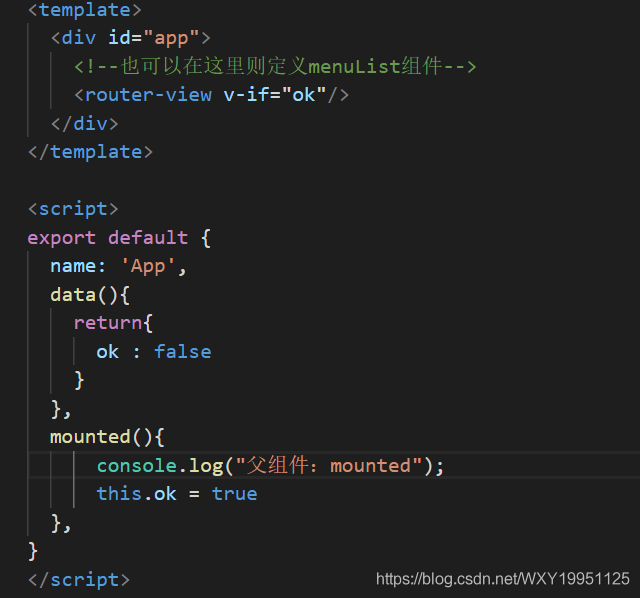 <template>
<div id="app">
<!--也可以在这里则定义menuList组件-->
<router-view v-if="ok"/>
</div>
</template>
<script>
export default {
name: 'App',
data(){
return{
ok : false
}
},
mounted(){
console.log("父组件：mounted");
this.ok = true
},
}
</script>
https://blog.csdn.net/WXY19951125